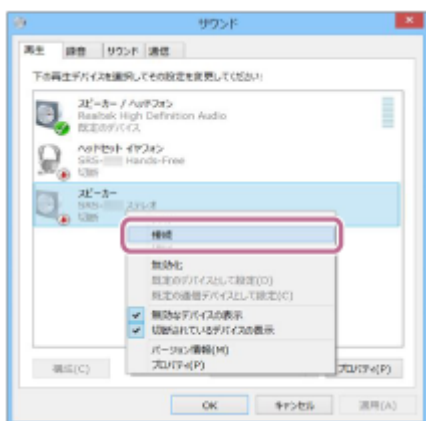 サウンド
再生 録音 サウンド 通信
下の再生デバイスを選択してその設定を変更してください:
スピーカー / ヘッドフォン
Realtek High Definition Audio
既定のデバイス
ヘッドセット イヤフォン
SRS- Hands-Free
切断
スピーカー
SRS- ステレオ
切断
接続
無効化
既定のデバイスとして設定(D)
既定の通信デバイスとして設定(C)
無効なデバイスの表示
切断されているデバイスの表示
バージョン情報(M)
プロパティ(P)
構成(C) プロパティ(P)
OK キャンセル 適用(A)